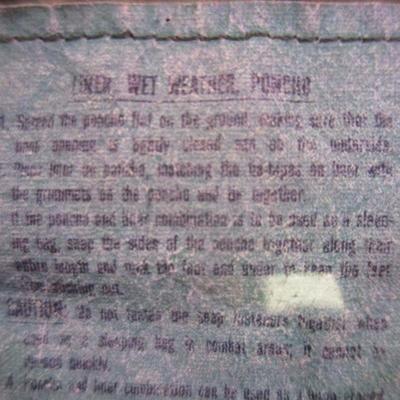 LINER, WET WEATHER, PONCHO
1. Spread the poncho flat on the ground, making sure that the
hood opening is tightly closed and on the underside.
2. Place liner on poncho, matching the tie-tapes on liner with
the grommets on the poncho and tie together.
If the poncho and liner combination is to be used as a sleep-
ing bag, snap the sides of the poncho together along their
entire length and tuck the foot end under to keep the feet
from sticking out.
CAUTION: do not fasten the snap fasteners together when
used as a sleeping bag in combat areas; it cannot be
opened quickly.
A poncho and liner combination can be used as a